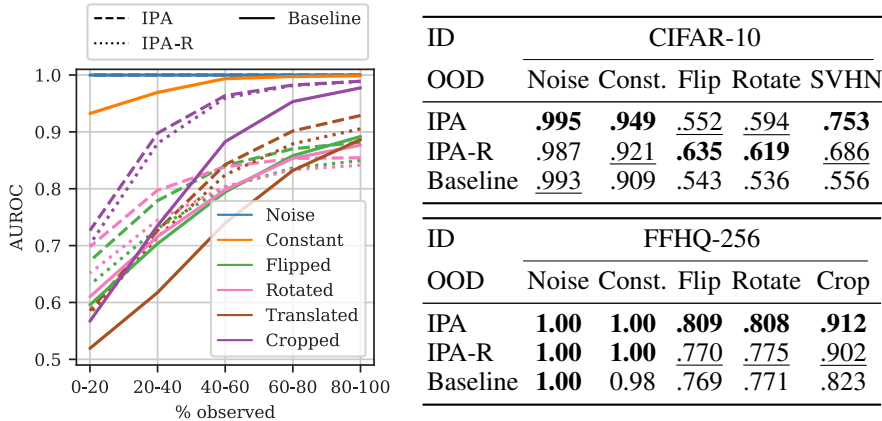 IPA
IPA-R
Baseline
AUROC
1.0
0.9
0.8
0.7
0.6
0.5
Noise
Constant
Flipped
Rotated
Translated
Cropped
0-20 20-40 40-60 60-80 80-100
% observed
ID CIFAR-10
OOD Noise Const. Flip Rotate SVHN
IPA .995 .949 .552 .594 .753
IPA-R .987 .921 .635 .619 .686
Baseline .993 .909 .543 .536 .556
ID FFHQ-256
OOD Noise Const. Flip Rotate Crop
IPA 1.00 1.00 .809 .808 .912
IPA-R 1.00 1.00 .770 .775 .902
Baseline 1.00 0.98 .769 .771 .823